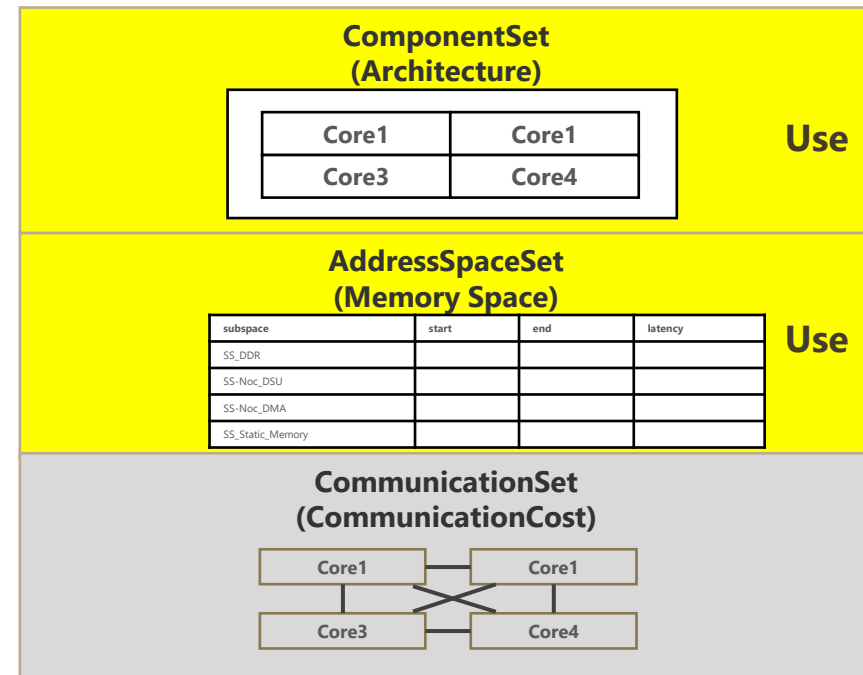 ComponentSet
(Architecture)
Core1 Core1
Core3 Core4
Use
AddressSpaceSet
(Memory Space)
subspace start end latency
SS_DDR
SS-Noc_DSU
SS-Noc_DMA
SS_Static_Memory
Use
CommunicationSet
(CommunicationCost)
Core1 Core1
Core3 Core4